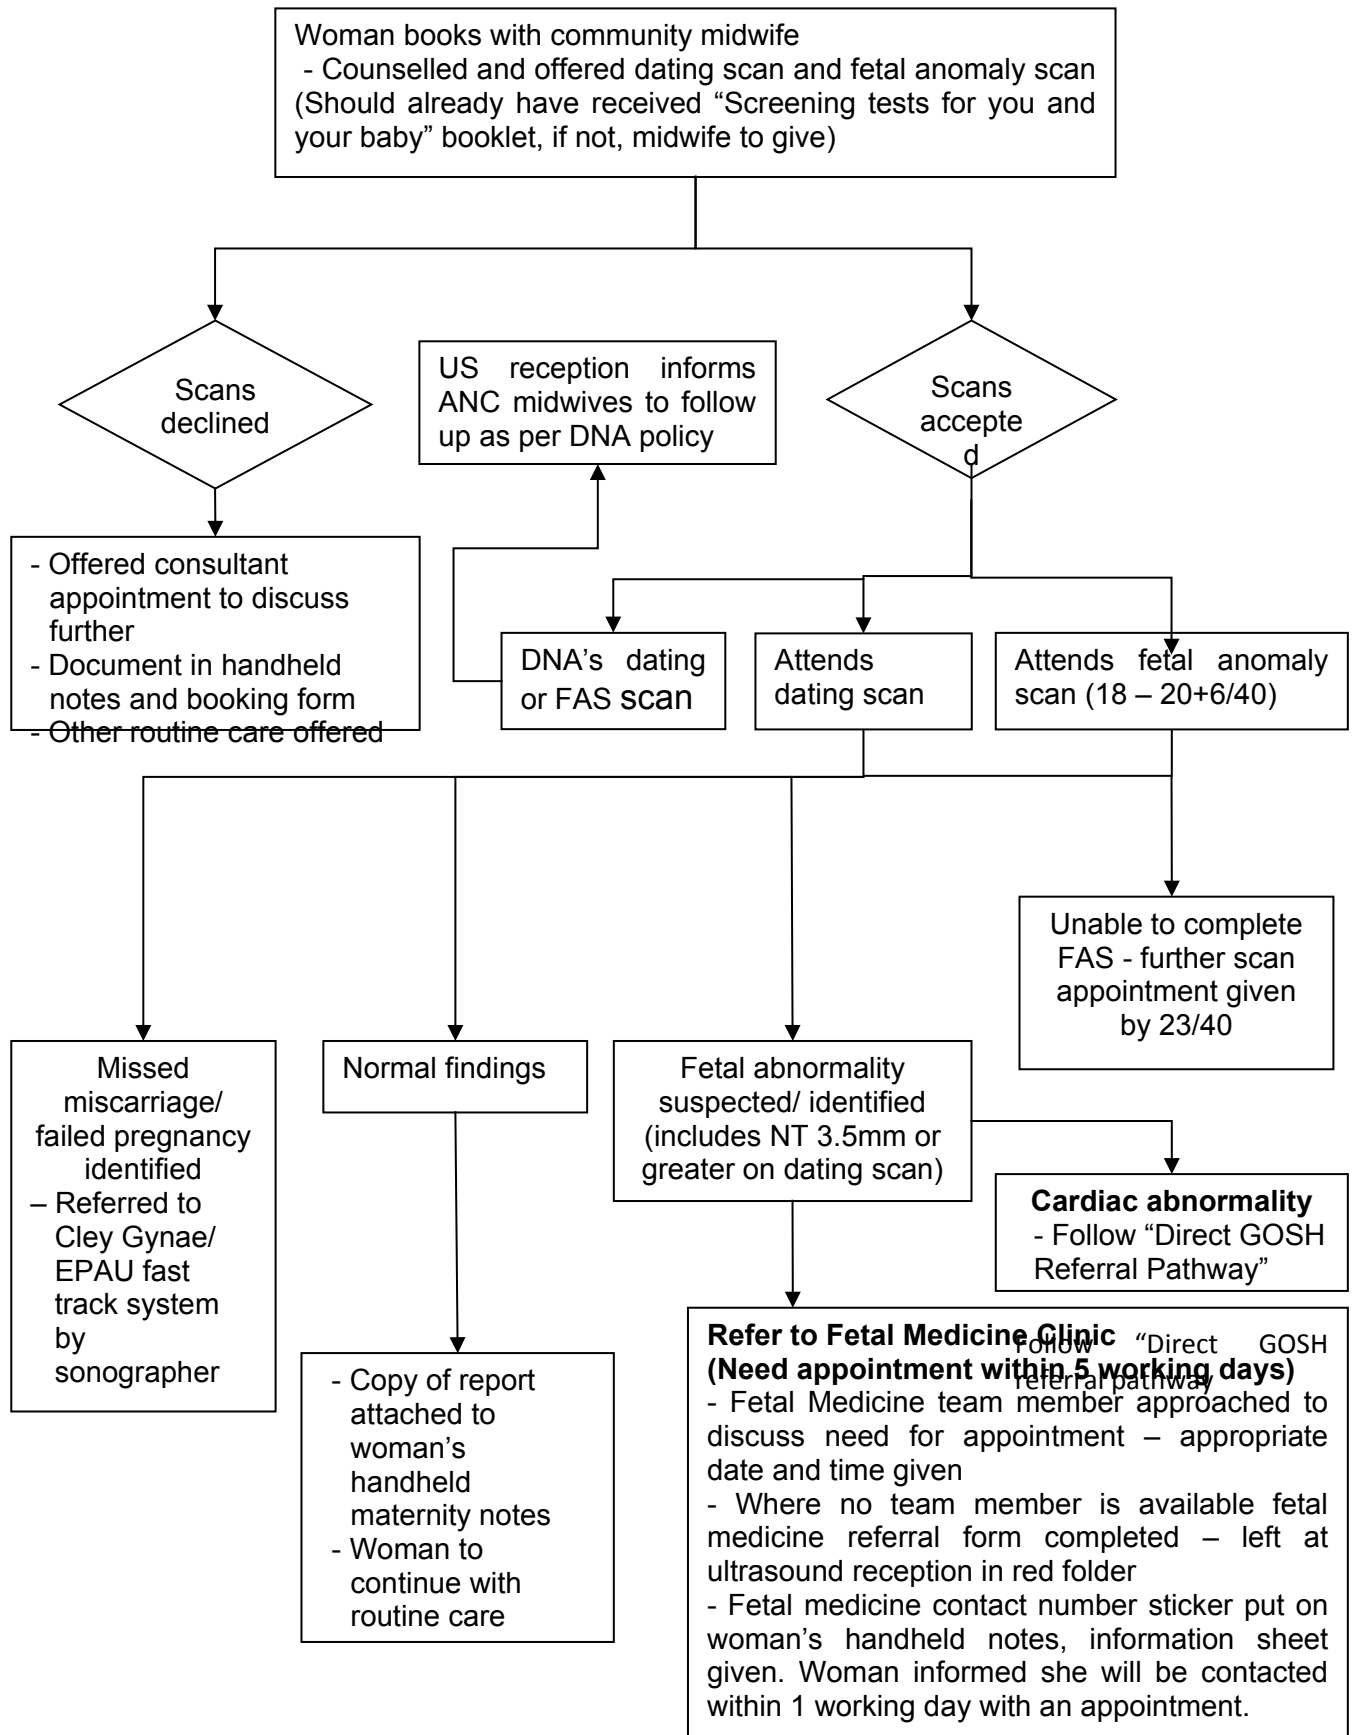 Woman books with community midwife
- Counselled and offered dating scan and fetal anomaly scan
(Should already have received “Screening tests for you and
your baby” booklet, if not, midwife to give)
Scans
declined
US reception informs
ANC midwives to follow
up as per DNA policy
Scans
accepte
d
- Offered consultant
appointment to discuss
further
- Document in handheld
notes and booking form
- Other routine care offered
DNA’s dating
or FAS scan
Attends
dating scan
Attends fetal anomaly
scan (18 – 20+6/40)
Unable to complete
FAS - further scan
appointment given
by 23/40
Missed
miscarriage/
failed pregnancy
identified
– Referred to
Cley Gynae/
EPAU fast
track system
by
sonographer
Normal findings
Fetal abnormality
suspected/ identified
(includes NT 3.5mm or
greater on dating scan)
Cardiac abnormality
- Follow “Direct GOSH
Referral Pathway”
- Copy of report
attached to
woman’s
handheld
maternity notes
- Woman to
continue with
routine care
Refer to Fetal Medicine Clinic
(Need appointment within 5 working days)
Follow “Direct GOSH
referral pathway
- Fetal Medicine team member approached to
discuss need for appointment – appropriate
date and time given
- Where no team member is available fetal
medicine referral form completed – left at
ultrasound reception in red folder
- Fetal medicine contact number sticker put on
woman’s handheld notes, information sheet
given. Woman informed she will be contacted
within 1 working day with an appointment.